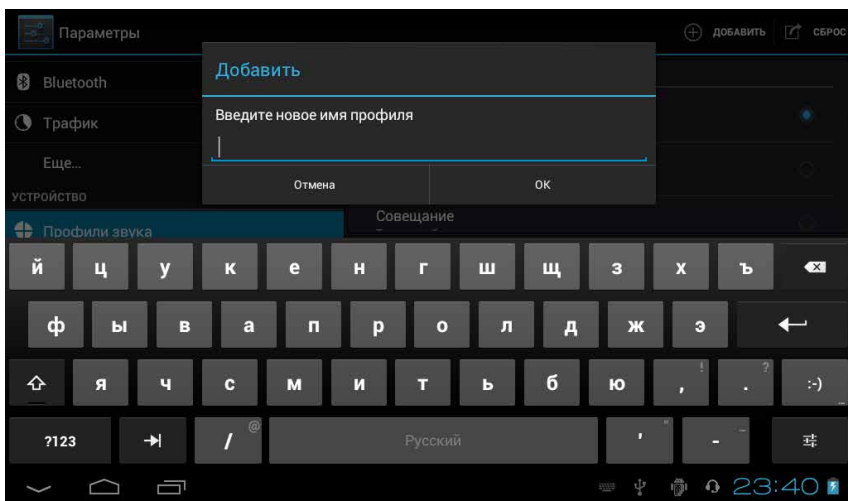 Параметры
ДОБАВИТЬ
СБРОС
Bluetooth
Трафик
Еще...
УСТРОЙСТВО
Профили звука
Добавить
Введите новое имя профиля
Отмена
ОК
Совещание
й ц у к е н г ш щ з х ъ
ф ы в а п р о л д ж э
я ч с м и т ь б ю , ! . ? :-)
?123 / @ Русский ' " - _
23:40